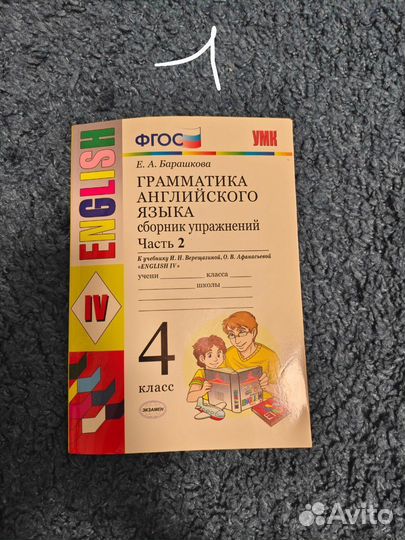 1
ФГОС
УМК
Е. А. Барашкова
ГРАММАТИКА
АНГЛИЙСКОГО
ЯЗЫКА
сборник упражнений
Часть 2
К учебнику И. Н. Верещагиной, О. В. Афанасьевой
«ENGLISH IV»
учени класса
школы
ENGLISH
IV
4
класс
ЭКЗАМЕН
Avito